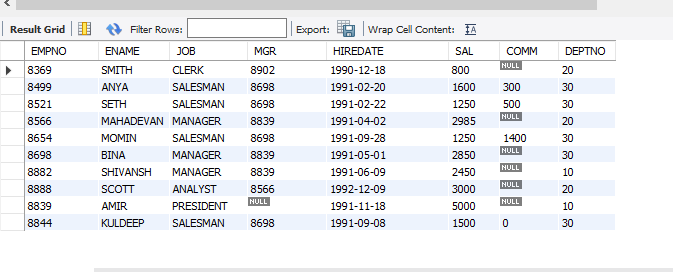 Result Grid Filter Rows: Export: Wrap Cell Content:
EMPNO ENAME JOB MGR HIREDATE SAL COMM DEPTNO
8369 SMITH CLERK 8902 1990-12-18 800 NULL 20
8499 ANYA SALESMAN 8698 1991-02-20 1600 300 30
8521 SETH SALESMAN 8698 1991-02-22 1250 500 30
8566 MAHADEVAN MANAGER 8839 1991-04-02 2985 NULL 20
8654 MOMIN SALESMAN 8698 1991-09-28 1250 1400 30
8698 BINA MANAGER 8839 1991-05-01 2850 NULL 30
8882 SHIVANSH MANAGER 8839 1991-06-09 2450 NULL 10
8888 SCOTT ANALYST 8566 1992-12-09 3000 NULL 20
8839 AMIR PRESIDENT NULL 1991-11-18 5000 NULL 10
8844 KULDEEP SALESMAN 8698 1991-09-08 1500 0 30